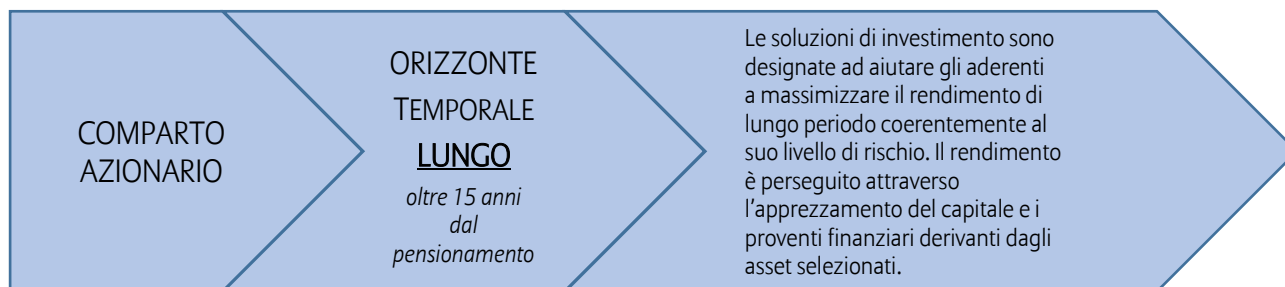 COMPARTO
AZIONARIO
ORIZZONTE
TEMPORALE
LUNGO
oltre 15 anni
dal
pensionamento
Le soluzioni di investimento sono
designate ad aiutare gli aderenti
a massimizzare il rendimento di
lungo periodo coerentemente al
suo livello di rischio. Il rendimento
è perseguito attraverso
l'apprezzamento del capitale e i
proventi finanziari derivanti dagli
asset selezionati.